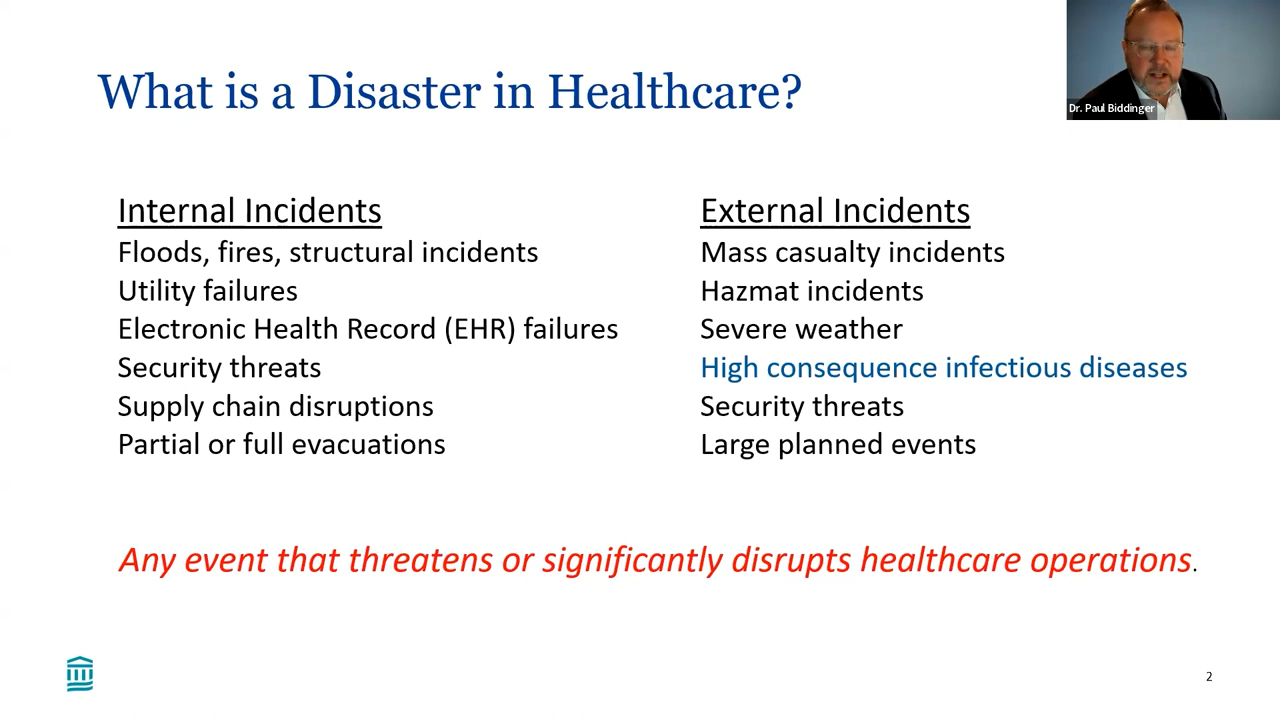 What is a Disaster in Healthcare?
Dr. Paul Biddinger
Internal Incidents
Floods, fires, structural incidents
Utility failures
Electronic Health Record (EHR) failures
Security threats
Supply chain disruptions
Partial or full evacuations
External Incidents
Mass casualty incidents
Hazmat incidents
Severe weather
High consequence infectious diseases
Security threats
Large planned events
Any event that threatens or significantly disrupts healthcare operations.
2